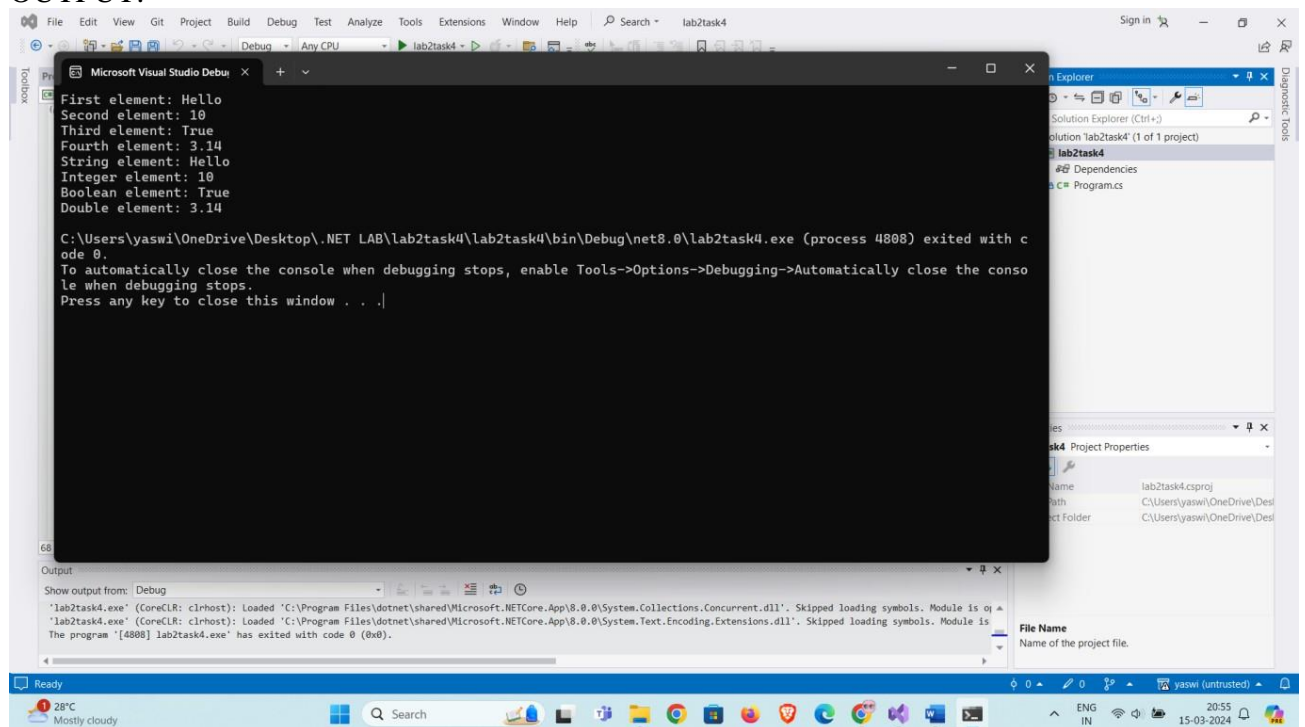 OUTPUT:
File Edit View Git Project Build Debug Test Analyze Tools Extensions Window Help Search lab2task4 Sign in
Debug Any CPU lab2task4
Toolbox
Microsoft Visual Studio Debu
First element: Hello
Second element: 10
Third element: True
Fourth element: 3.14
String element: Hello
Integer element: 10
Boolean element: True
Double element: 3.14
C:\Users\yaswi\OneDrive\Desktop\.NET LAB\lab2task4\lab2task4\bin\Debug\net8.0\lab2task4.exe (process 4808) exited with c
ode 0.
To automatically close the console when debugging stops, enable Tools->Options->Debugging->Automatically close the conso
le when debugging stops.
Press any key to close this window . . .
n Explorer
Solution Explorer (Ctrl+;)
olution 'lab2task4' (1 of 1 project)
lab2task4
Dependencies
C# Program.cs
Diagnostic Tools
ies
sk4 Project Properties
Name lab2task4.csproj
Path C:\Users\yaswi\OneDrive\Des
ect Folder C:\Users\yaswi\OneDrive\Des
File Name
Name of the project file.
68
Output
Show output from: Debug
'lab2task4.exe' (CoreCLR: clrhost): Loaded 'C:\Program Files\dotnet\shared\Microsoft.NETCore.App\8.0.0\System.Collections.Concurrent.dll'. Skipped loading symbols. Module is o
'lab2task4.exe' (CoreCLR: clrhost): Loaded 'C:\Program Files\dotnet\shared\Microsoft.NETCore.App\8.0.0\System.Text.Encoding.Extensions.dll'. Skipped loading symbols. Module is
The program '[4808] lab2task4.exe' has exited with code 0 (0x0).
Ready 0 0 yaswi (untrusted)
28°C
Mostly cloudy
Search
ENG
IN
20:55
15-03-2024